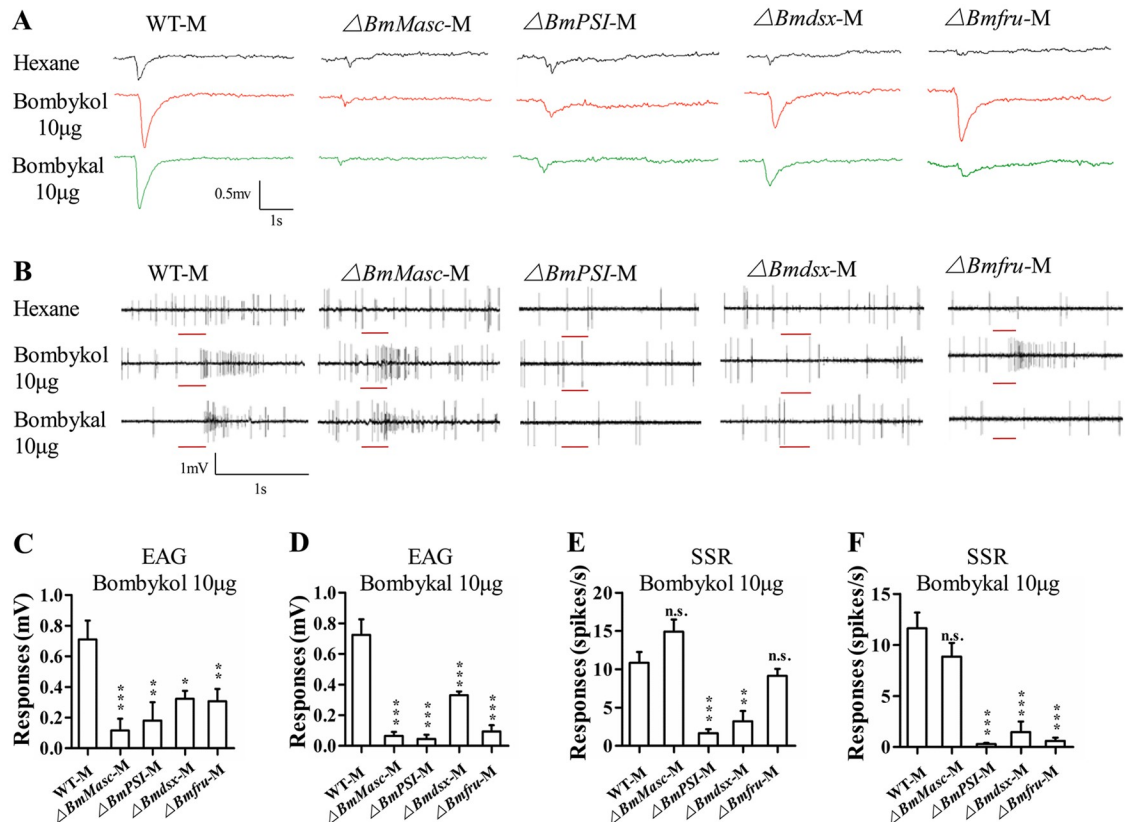 A
WT-M △BmMasc-M △BmPSI-M △Bmdsx-M △Bmfru-M
Hexane
Bombykol
10μg
Bombykal
10μg
0.5mv
1s
B
WT-M △BmMasc-M △BmPSI-M △Bmdsx-M △Bmfru-M
Hexane
Bombykol
10μg
Bombykal
10μg
1mV
1s
C
EAG
Bombykol 10μg
Responses (mV)
1.0
0.8
0.6
0.4
0.2
0.0
***
**
*
**
WT-M
△BmMasc-M
△BmPSI-M
△Bmdsx-M
△Bmfru-M
D
EAG
Bombykal 10μg
Responses (mV)
1.0
0.8
0.6
0.4
0.2
0.0
***
***
***
***
WT-M
△BmMasc-M
△BmPSI-M
△Bmdsx-M
△Bmfru-M
E
SSR
Bombykol 10μg
Responses (spikes/s)
20
15
10
5
0
n.s.
***
**
n.s.
WT-M
△BmMasc-M
△BmPSI-M
△Bmdsx-M
△Bmfru-M
F
SSR
Bombykal 10μg
Responses (spikes/s)
15
10
5
0
n.s.
***
***
***
WT-M
△BmMasc-M
△BmPSI-M
△Bmdsx-M
△Bmfru-M